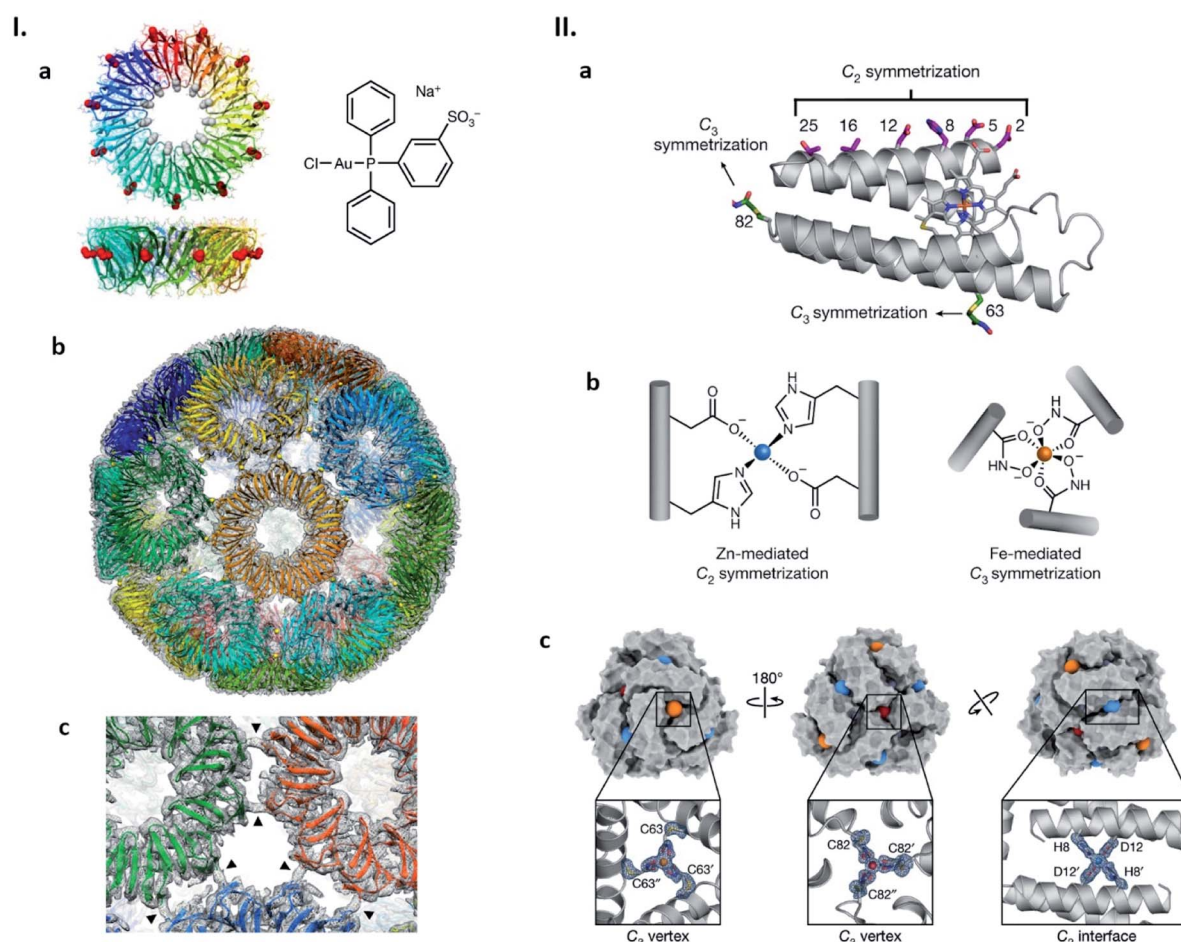 I.
a
Na⁺
SO₃⁻
Cl–Au–P
b
c
II.
a
C₂ symmetrization
25 16 12 8 5 2
C₃
symmetrization
82
C₃ symmetrization
63
b
H
N
O
−
O
N
N
−
O
O
N
H
Zn-mediated
C₂ symmetrization
H
N
O
−
O
O
−
NH
HN
O
−
O
O
Fe-mediated
C₃ symmetrization
c
180°
C63
C63′
C63″
C₃ vertex
C82
C82′
C82″
C₃ vertex
H8
D12
D12′
H8′
C₂ interface